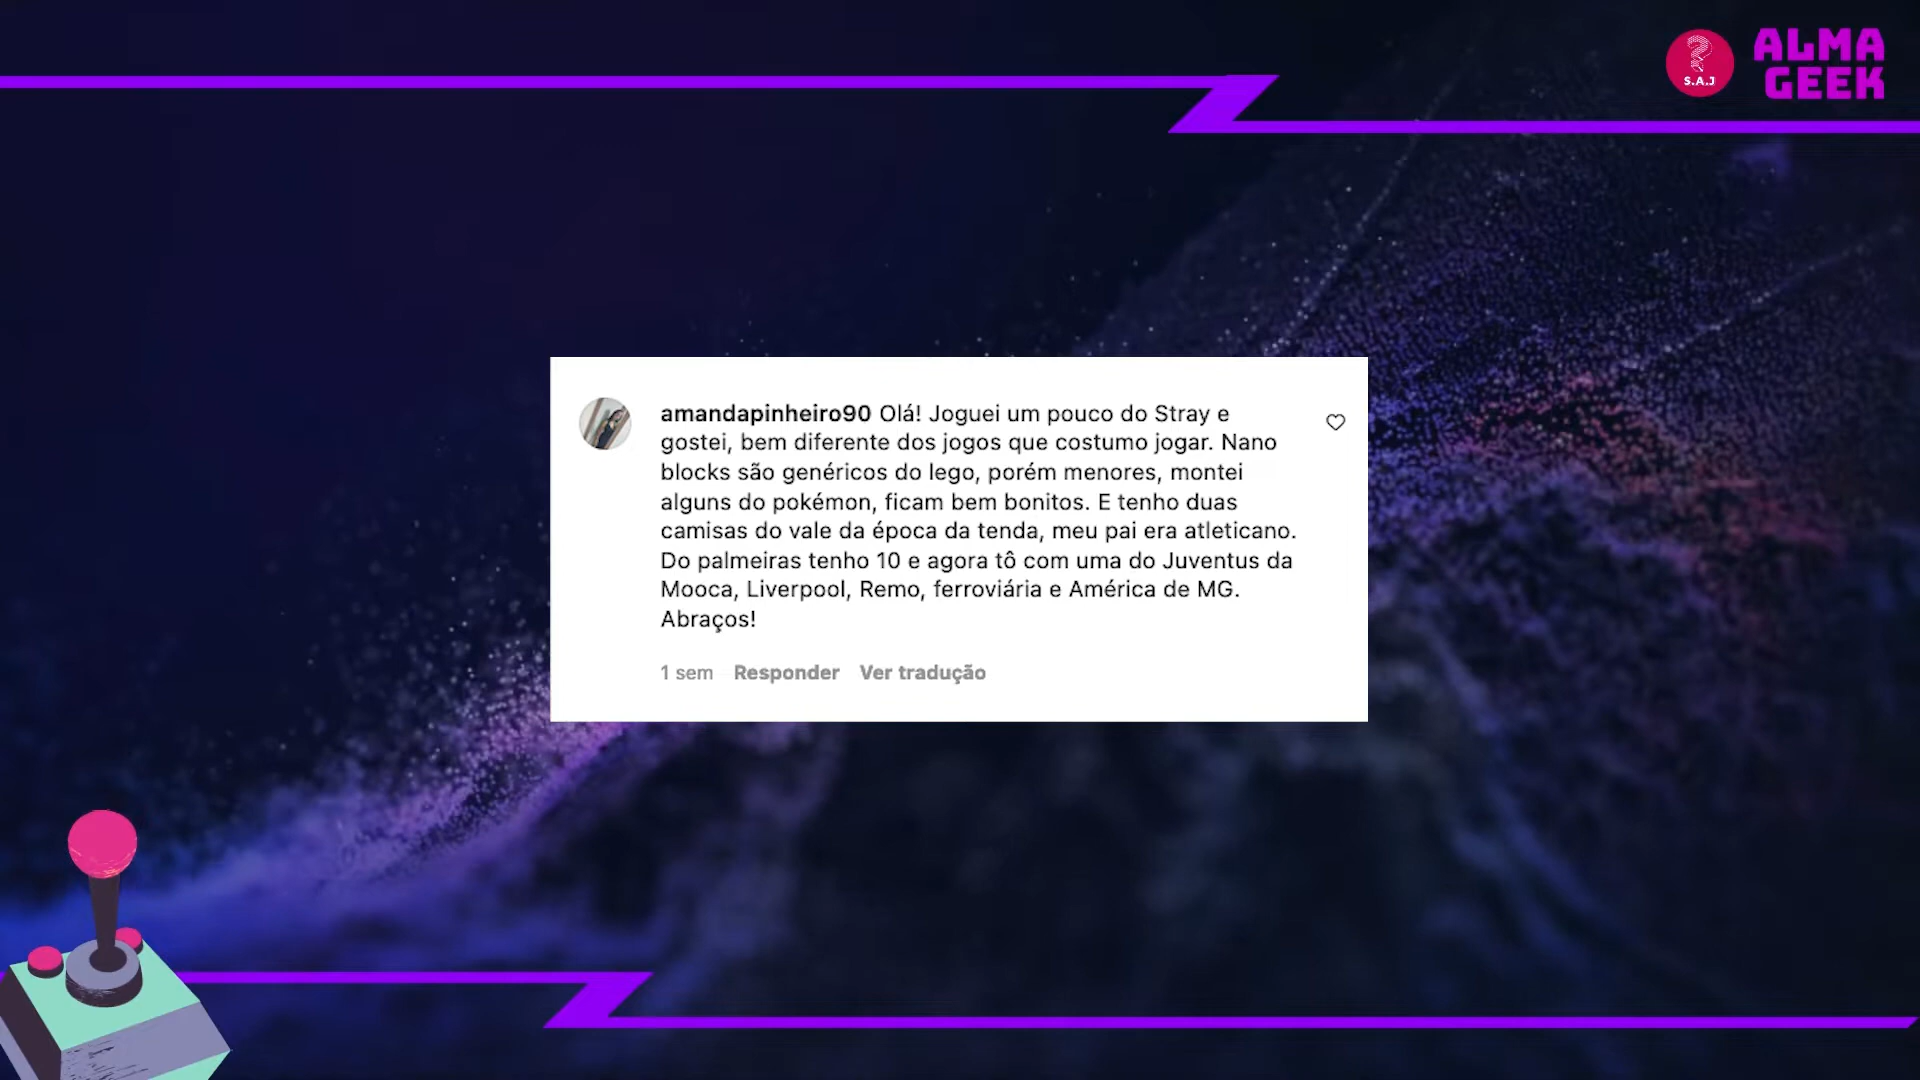 S.A.J
ALMA
GEEK
amandapinheiro90 Olá! Joguei um pouco do Stray e
gostei, bem diferente dos jogos que costumo jogar. Nano
blocks são genéricos do lego, porém menores, montei
alguns do pokémon, ficam bem bonitos. E tenho duas
camisas do vale da época da tenda, meu pai era atleticano.
Do palmeiras tenho 10 e agora tô com uma do Juventus da
Mooca, Liverpool, Remo, ferroviária e América de MG.
Abraços!
1 sem Responder Ver tradução